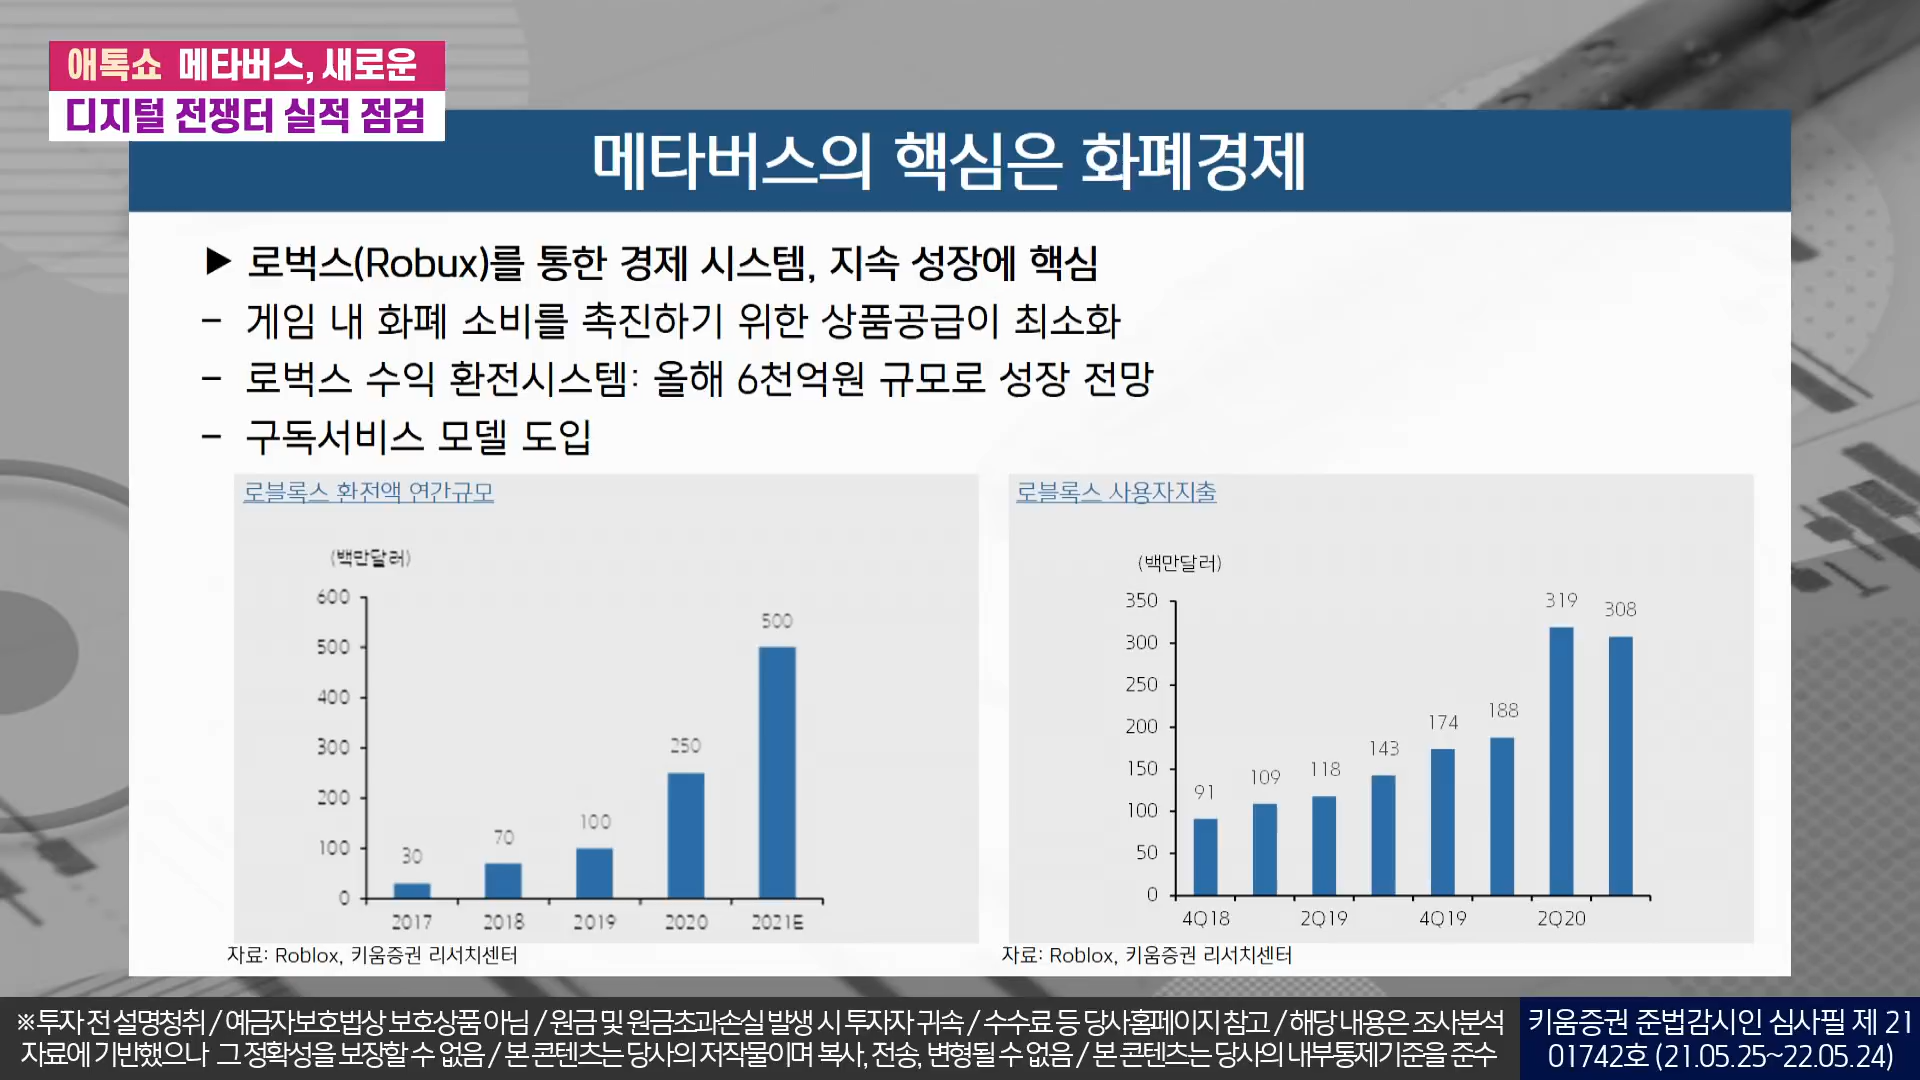 애톡쇼 메타버스, 새로운
디지털 전쟁터 실적 점검
메타버스의 핵심은 화폐경제
▶ 로벅스(Robux)를 통한 경제 시스템, 지속 성장에 핵심
– 게임 내 화폐 소비를 촉진하기 위한 상품공급이 최소화
– 로벅스 수익 환전시스템: 올해 6천억원 규모로 성장 전망
– 구독서비스 모델 도입
로블록스 환전액 연간규모
(백만달러)
600
500
400
300
200
100
0
30
70
100
250
500
2017 2018 2019 2020 2021E
자료: Roblox, 키움증권 리서치센터
로블록스 사용자지출
(백만달러)
350
300
250
200
150
100
50
0
91
109
118
143
174
188
319
308
4Q18 2Q19 4Q19 2Q20
자료: Roblox, 키움증권 리서치센터
※투자 전 설명청취 / 예금자보호법상 보호상품 아님 / 원금 및 원금초과손실 발생 시 투자자 귀속 / 수수료 등 당사홈페이지 참고 / 해당 내용은 조사분석
자료에 기반했으나 그 정확성을 보장할 수 없음 / 본 콘텐츠는 당사의 저작물이며 복사, 전송, 변형될 수 없음 / 본 콘텐츠는 당사의 내부통제기준을 준수
키움증권 준법감시인 심사필 제 21
01742호 (21.05.25~22.05.24)